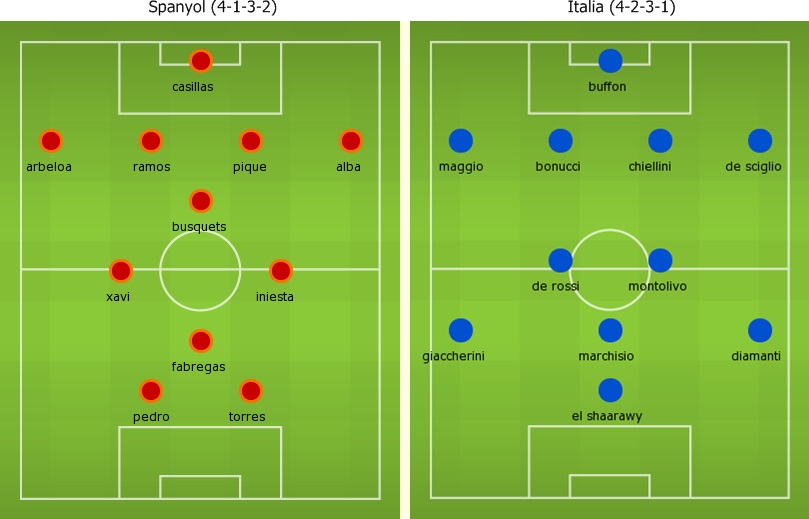 Spanyol (4-1-3-2)
casillas
arbeloa
ramos
pique
alba
busquets
xavi
iniesta
fabregas
pedro
torres
Italia (4-2-3-1)
buffon
maggio
bonucci
chiellini
de sciglio
de rossi
montolivo
giaccherini
marchisio
diamanti
el shaarawy